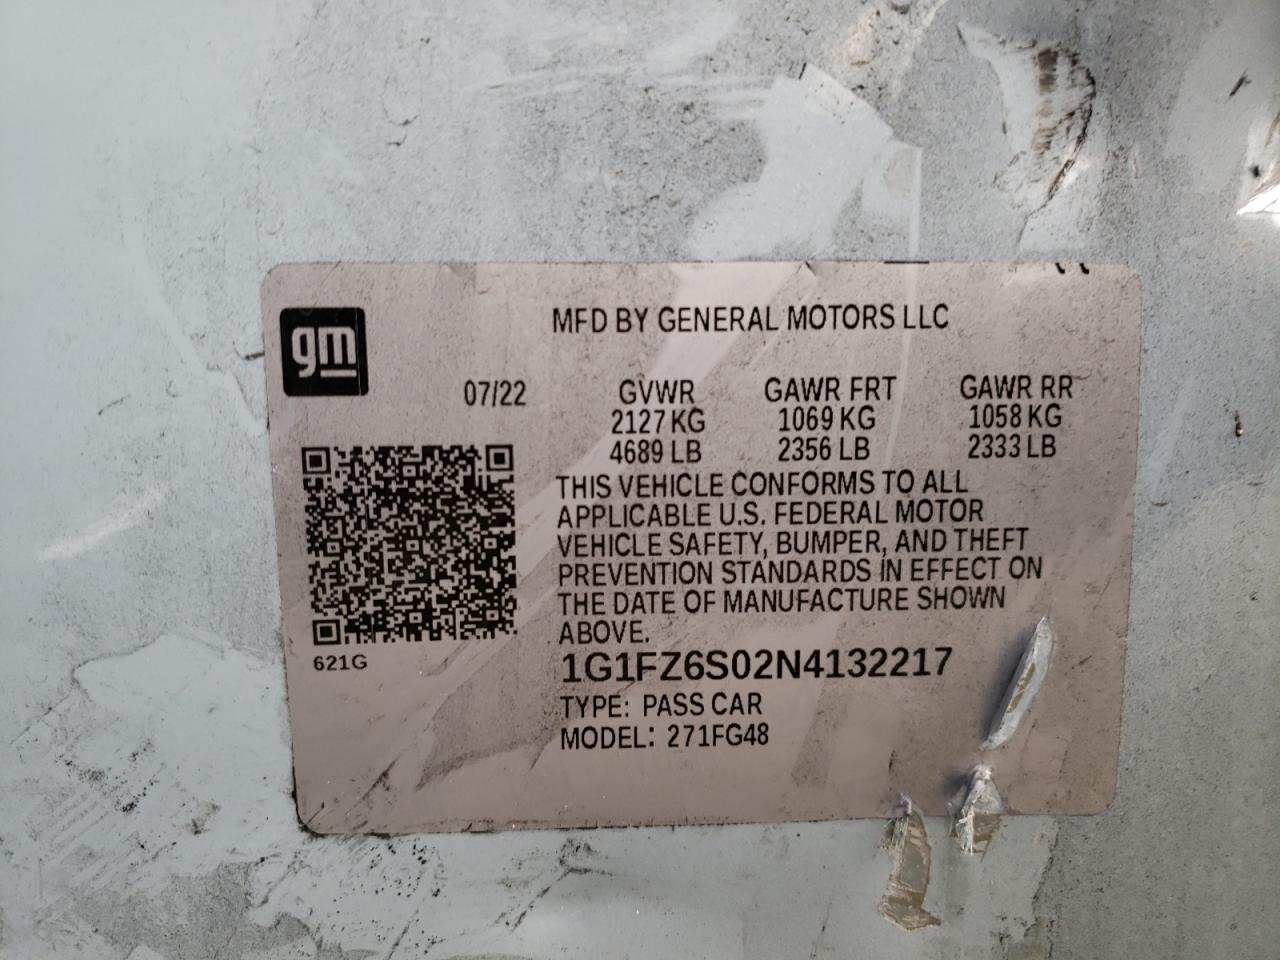 gm
MFD BY GENERAL MOTORS LLC
07/22 GVWR GAWR FRT GAWR RR
2127 KG 1069 KG 1058 KG
4689 LB 2356 LB 2333 LB
THIS VEHICLE CONFORMS TO ALL
APPLICABLE U.S. FEDERAL MOTOR
VEHICLE SAFETY, BUMPER, AND THEFT
PREVENTION STANDARDS IN EFFECT ON
THE DATE OF MANUFACTURE SHOWN
ABOVE.
621G
1G1FZ6S02N4132217
TYPE: PASS CAR
MODEL: 271FG48